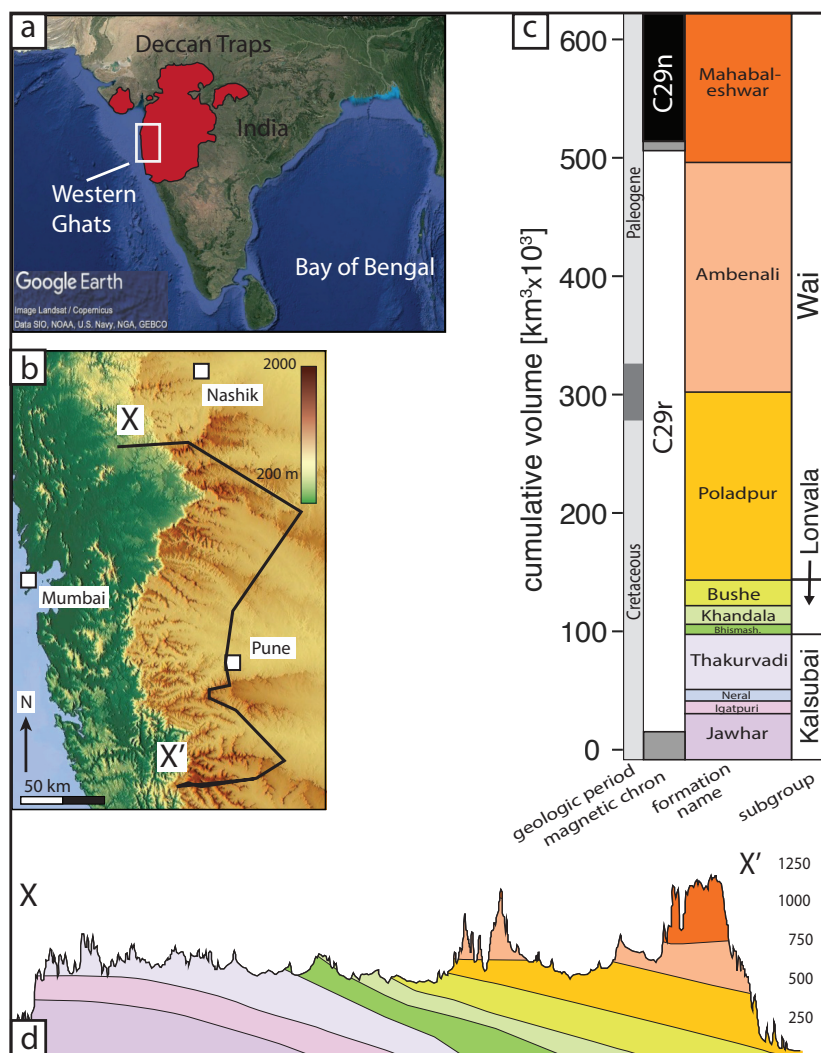 a
Deccan Traps
India
Western
Ghats
Bay of Bengal
Google Earth
Image Landsat / Copernicus
Data SIO, NOAA, U.S. Navy, NGA, GEBCO
b
2000
200 m
Nashik
X
Mumbai
Pune
N
X'
50 km
c
cumulative volume [km³x10³]
600
500
400
300
200
100
0
Paleogene
Cretaceous
C29n
C29r
Mahabal-
eshwar
Ambenali
Poladpur
Bushe
Khandala
Bhismash.
Thakurvadi
Neral
Igatpuri
Jawhar
Wai
Lonvala
Kalsubai
geologic period
magnetic chron
formation
name
subgroup
X
X'
1250
1000
750
500
250
d